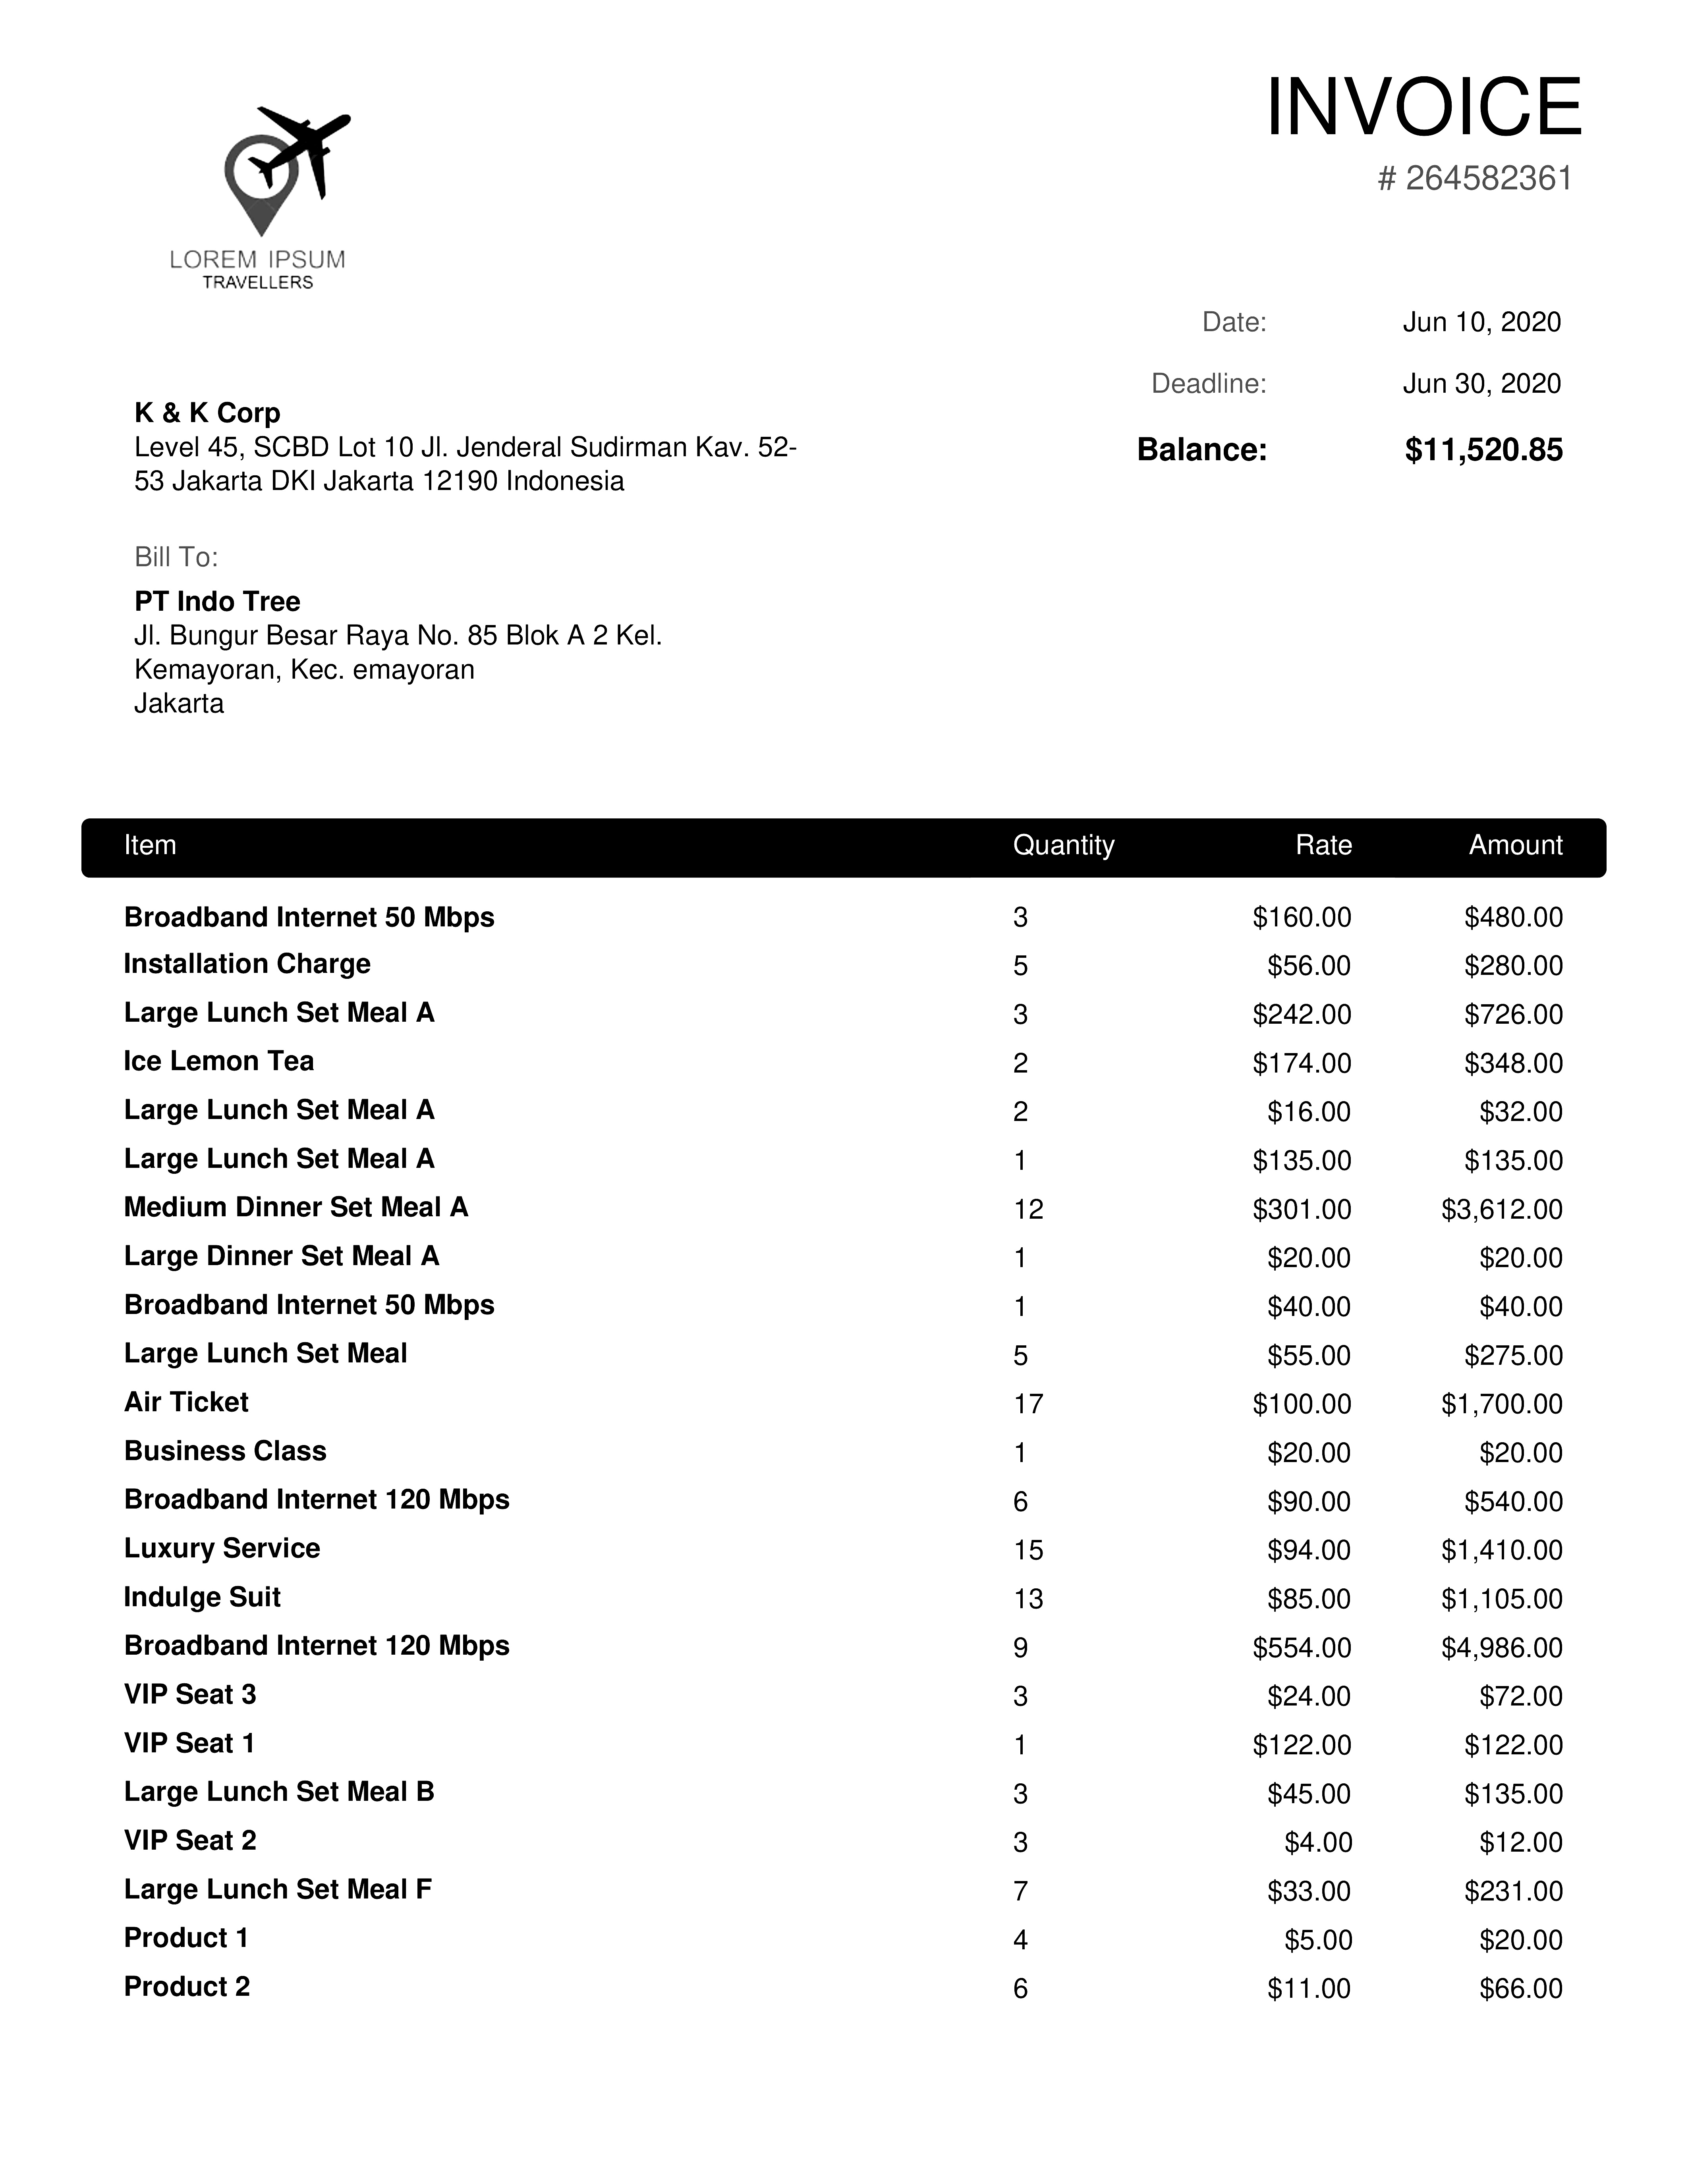 INVOICE
# 264582361
LOREM IPSUM
TRAVELLERS
Date: Jun 10, 2020
Deadline: Jun 30, 2020
Balance: $11,520.85
K & K Corp
Level 45, SCBD Lot 10 Jl. Jenderal Sudirman Kav. 52-
53 Jakarta DKI Jakarta 12190 Indonesia
Bill To:
PT Indo Tree
Jl. Bungur Besar Raya No. 85 Blok A 2 Kel.
Kemayoran, Kec. emayoran
Jakarta
Item Quantity Rate Amount
Broadband Internet 50 Mbps 3 $160.00 $480.00
Installation Charge 5 $56.00 $280.00
Large Lunch Set Meal A 3 $242.00 $726.00
Ice Lemon Tea 2 $174.00 $348.00
Large Lunch Set Meal A 2 $16.00 $32.00
Large Lunch Set Meal A 1 $135.00 $135.00
Medium Dinner Set Meal A 12 $301.00 $3,612.00
Large Dinner Set Meal A 1 $20.00 $20.00
Broadband Internet 50 Mbps 1 $40.00 $40.00
Large Lunch Set Meal 5 $55.00 $275.00
Air Ticket 17 $100.00 $1,700.00
Business Class 1 $20.00 $20.00
Broadband Internet 120 Mbps 6 $90.00 $540.00
Luxury Service 15 $94.00 $1,410.00
Indulge Suit 13 $85.00 $1,105.00
Broadband Internet 120 Mbps 9 $554.00 $4,986.00
VIP Seat 3 3 $24.00 $72.00
VIP Seat 1 1 $122.00 $122.00
Large Lunch Set Meal B 3 $45.00 $135.00
VIP Seat 2 3 $4.00 $12.00
Large Lunch Set Meal F 7 $33.00 $231.00
Product 1 4 $5.00 $20.00
Product 2 6 $11.00 $66.00